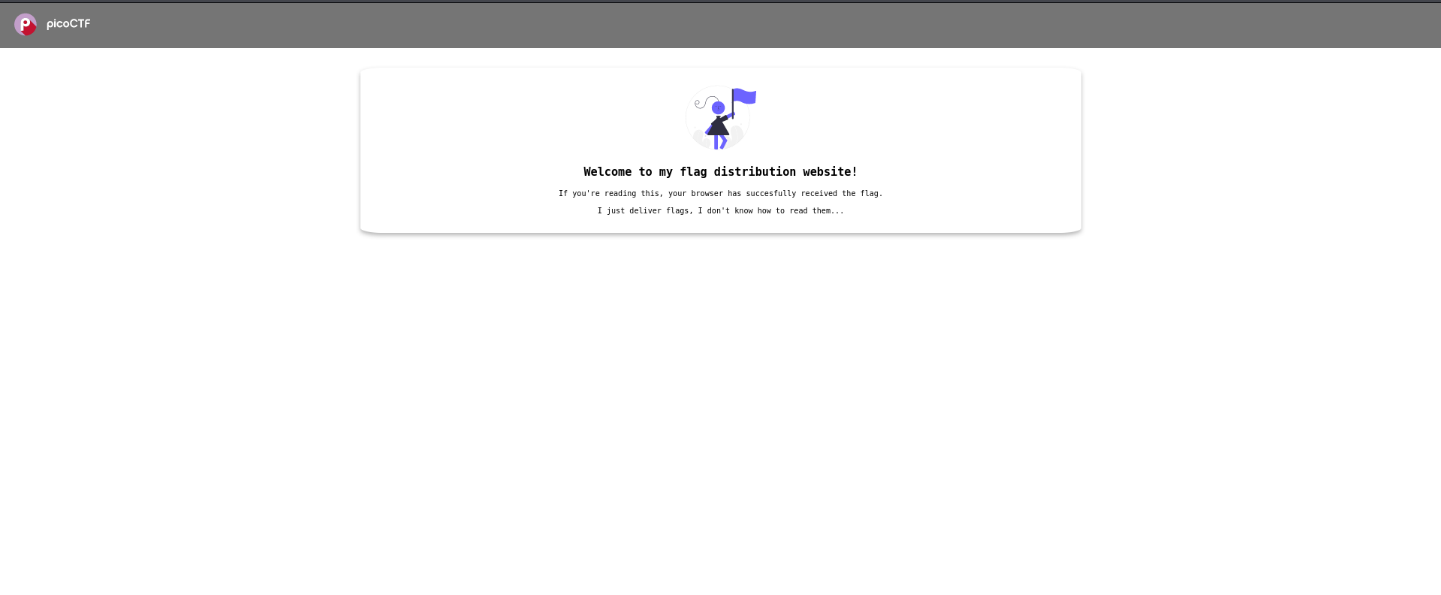 picoCTF
Welcome to my flag distribution website!
If you're reading this, your browser has succesfully received the flag.
I just deliver flags, I don't know how to read them...